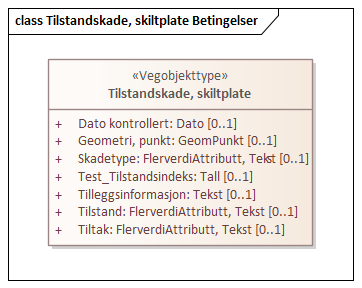 class Tilstandskade, skiltplate Betingelser
«Vegobjekttype»
Tilstandskade, skiltplate
+ Dato kontrollert: Dato [0..1]
+ Geometri, punkt: GeomPunkt [0..1]
+ Skadetype: FlerverdiAttributt, Tekst [0..1]
+ Test_Tilstandsindeks: Tall [0..1]
+ Tilleggsinformasjon: Tekst [0..1]
+ Tilstand: FlerverdiAttributt, Tekst [0..1]
+ Tiltak: FlerverdiAttributt, Tekst [0..1]